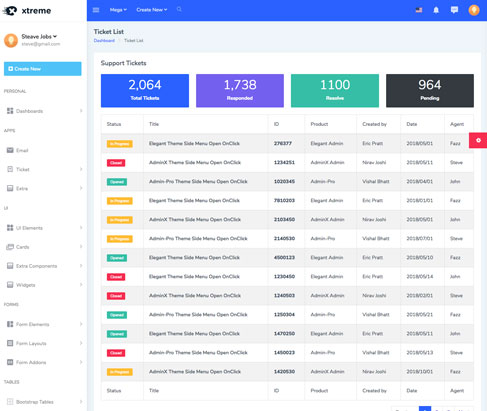 xtreme
Mega
Create New
Steave Jobs
steve@gmail.com
Create New
PERSONAL
Dashboards
APPS
Email
Ticket
Extra
UI
UI Elements
Cards
Extra Components
Widgets
FORMS
Form Elements
Form Layouts
Form Addons
TABLES
Bootstrap Tables
Ticket List
Dashboard Ticket List
Support Tickets
2,064 1,738 1100 964
Total Tickets Responded Resolve Pending
Status Title ID Product Created by Date Agent
In Progress Elegant Theme Side Menu Open OnClick 276377 Elegant Admin Eric Pratt 2018/05/01 Fazz
Closed AdminX Theme Side Menu Open OnClick 1234251 AdminX Admin Nirav Joshi 2018/05/11 Steve
Opened Admin-Pro Theme Side Menu Open OnClick 1020345 Admin-Pro Vishal Bhatt 2018/04/01 John
In Progress Elegant Theme Side Menu Open OnClick 7810203 Elegant Admin Eric Pratt 2018/01/01 Fazz
In Progress AdminX Theme Side Menu Open OnClick 2103450 AdminX Admin Nirav Joshi 2018/05/01 John
In Progress Admin-Pro Theme Side Menu Open OnClick 2140530 Admin-Pro Vishal Bhatt 2018/07/01 Steve
Opened Elegant Theme Side Menu Open OnClick 4500123 Elegant Admin Eric Pratt 2018/05/10 Fazz
Closed Elegant Theme Side Menu Open OnClick 1230450 Elegant Admin Eric Pratt 2018/05/14 John
Closed AdminX Theme Side Menu Open OnClick 1240503 AdminX Admin Nirav Joshi 2018/02/01 Steve
Opened Admin-Pro Theme Side Menu Open OnClick 1250304 Admin-Pro Vishal Bhatt 2018/05/21 Fazz
Opened Elegant Theme Side Menu Open OnClick 1470250 Elegant Admin Eric Pratt 2018/05/11 John
Closed Admin-Pro Theme Side Menu Open OnClick 1450023 Admin-Pro Vishal Bhatt 2018/05/13 Steve
In Progress AdminX Theme Side Menu Open OnClick 1420530 AdminX Admin Nirav Joshi 2018/10/01 Fazz
Status Title ID Product Created by Date Agent